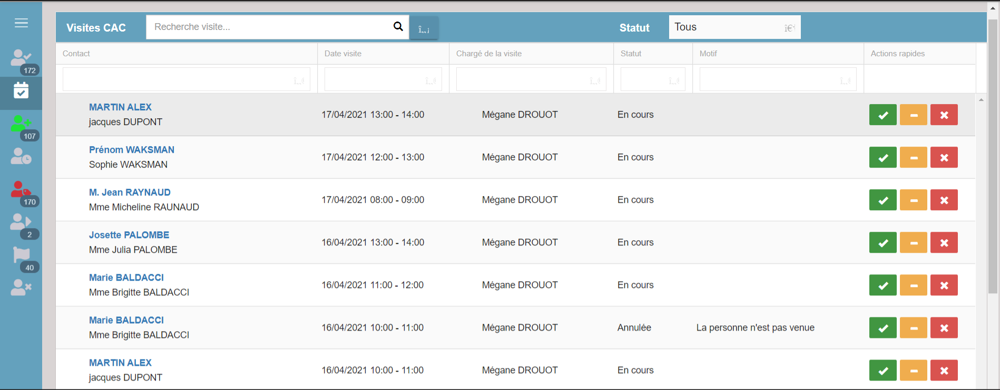 Visites CAC
Recherche visite...
Statut
Tous
Contact
Date visite
Chargé de la visite
Statut
Motif
Actions rapides
172
107
170
2
40
MARTIN ALEX
jacques DUPONT
17/04/2021 13:00 - 14:00
Mégane DROUOT
En cours
Prénom WAKSMAN
Sophie WAKSMAN
17/04/2021 12:00 - 13:00
Mégane DROUOT
En cours
M. Jean RAYNAUD
Mme Micheline RAUNAUD
17/04/2021 08:00 - 09:00
Mégane DROUOT
En cours
Josette PALOMBE
Mme Julia PALOMBE
16/04/2021 13:00 - 14:00
Mégane DROUOT
En cours
Marie BALDACCI
Mme Brigitte BALDACCI
16/04/2021 11:00 - 12:00
Mégane DROUOT
En cours
Marie BALDACCI
Mme Brigitte BALDACCI
16/04/2021 10:00 - 11:00
Mégane DROUOT
Annulée
La personne n'est pas venue
MARTIN ALEX
jacques DUPONT
16/04/2021 10:00 - 11:00
Mégane DROUOT
En cours